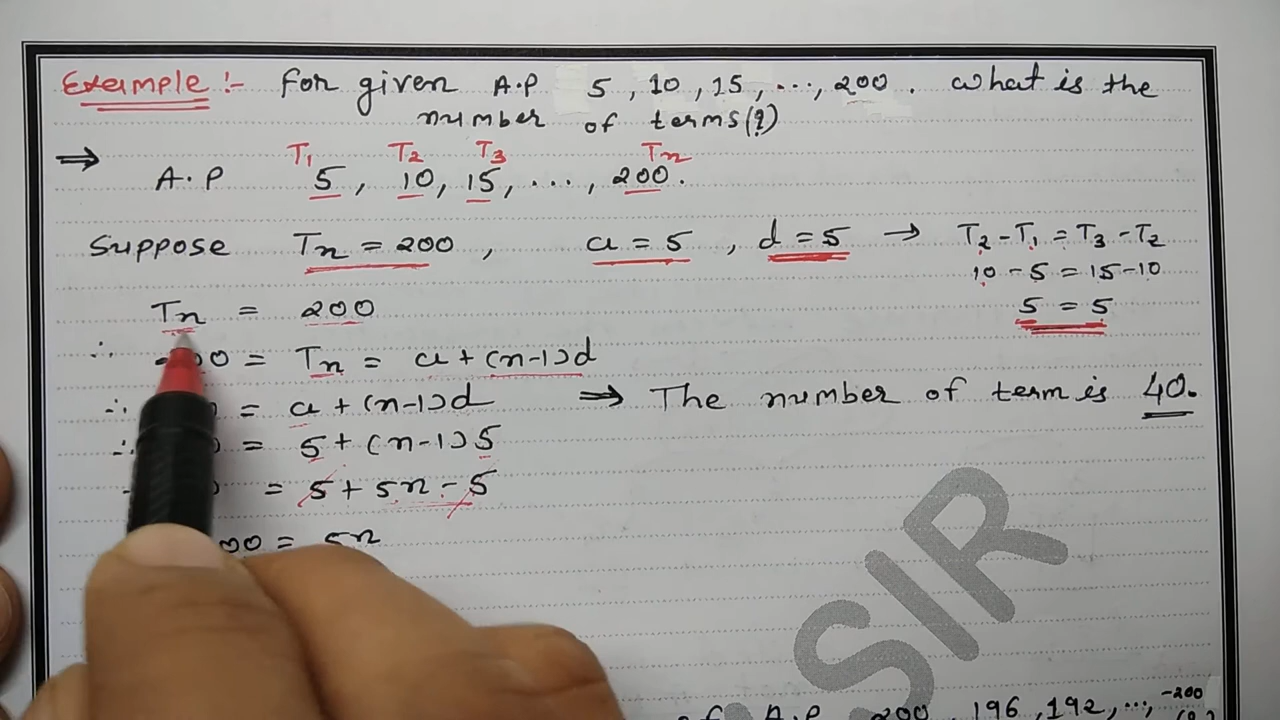 Example :- For given A.P 5 , 10 , 15 , ..., 200 . What is the
number of terms(?)
⇒ T1 T2 T3 Tn
A.P 5 , 10, 15, ..., 200.
Suppose Tn = 200 , a = 5 , d = 5 → T2 - T1 = T3 - T2
10 - 5 = 15 - 10
5 = 5
Tn = 200
∴ = Tn = a + (n-1)d
∴ = a + (n-1)d ⇒ The number of term is 40.
∴ = 5 + (n-1) 5
= 5 + 5n - 5
= 5n
SIR
of A.P 200, 196, 192, ..., -200